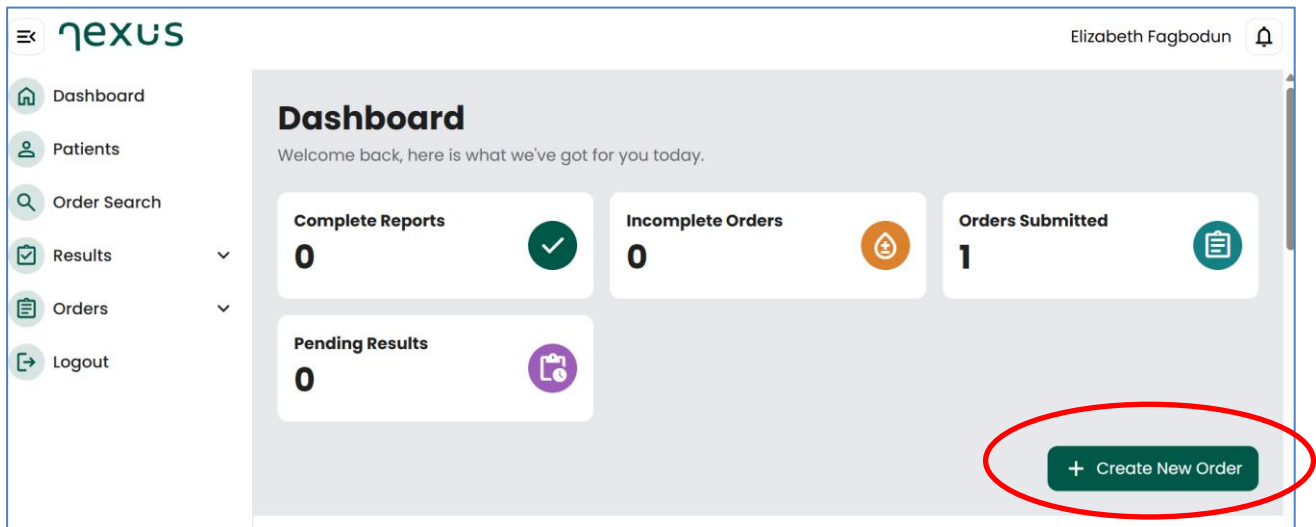 nexus
Elizabeth Fagbodun
Dashboard
Patients
Order Search
Results
Orders
Logout
Dashboard
Welcome back, here is what we've got for you today.
Complete Reports
0
Incomplete Orders
0
Orders Submitted
1
Pending Results
0
+ Create New Order